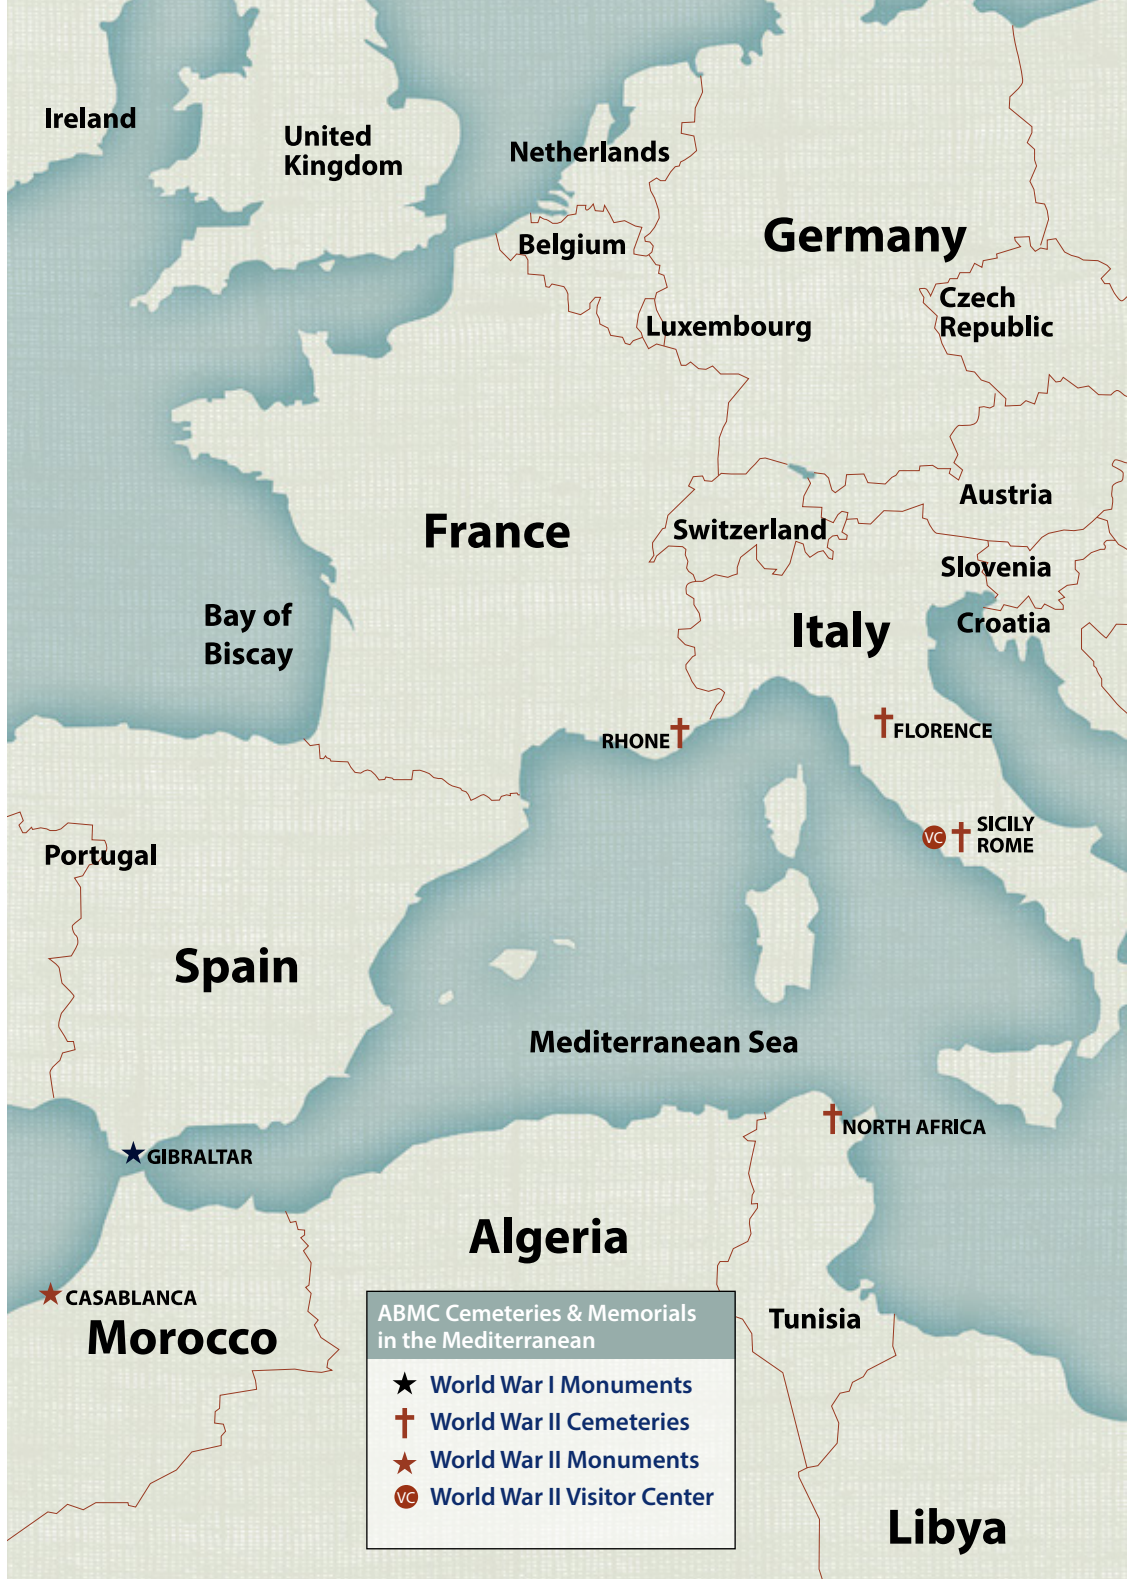 Ireland
United
Kingdom
Netherlands
Belgium
Germany
Czech
Republic
Luxembourg
Austria
France
Switzerland
Slovenia
Bay of
Biscay
Italy
Croatia
RHONE
FLORENCE
SICILY
ROME
VC
Portugal
Spain
Mediterranean Sea
NORTH AFRICA
GIBRALTAR
Algeria
CASABLANCA
Morocco
Tunisia
ABMC Cemeteries & Memorials
in the Mediterranean
World War I Monuments
World War II Cemeteries
World War II Monuments
VC World War II Visitor Center
Libya